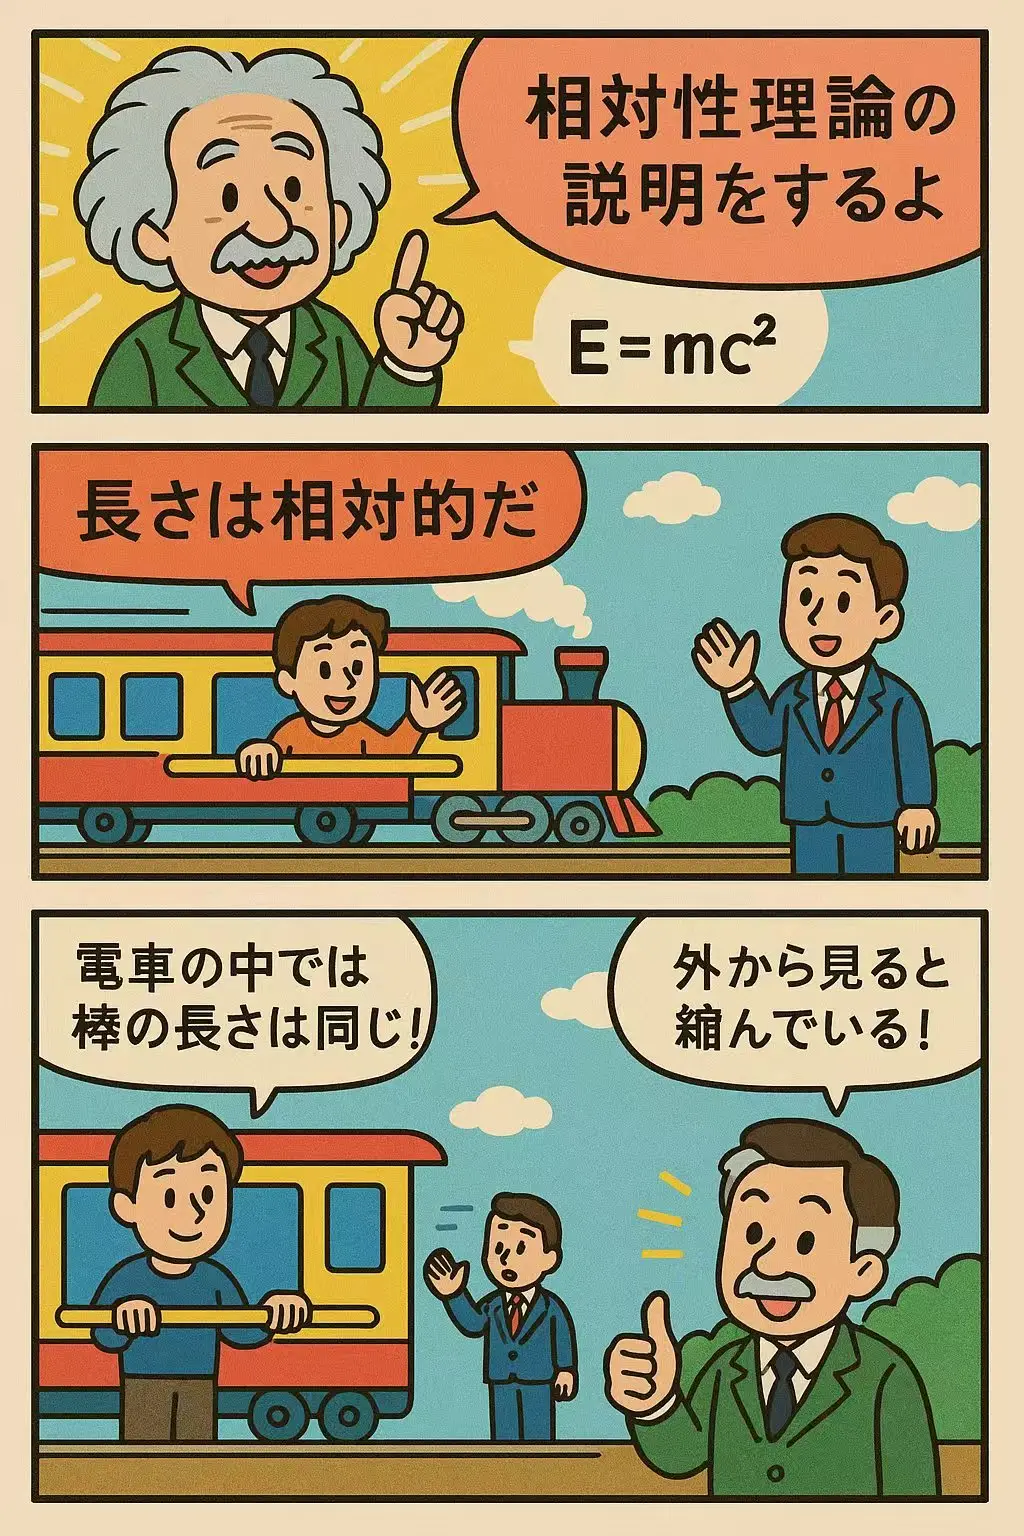 相対性理論の
説明をするよ
E=mc²
長さは相対的だ
電車の中では
棒の長さは同じ!
外から見ると
縮んでいる!